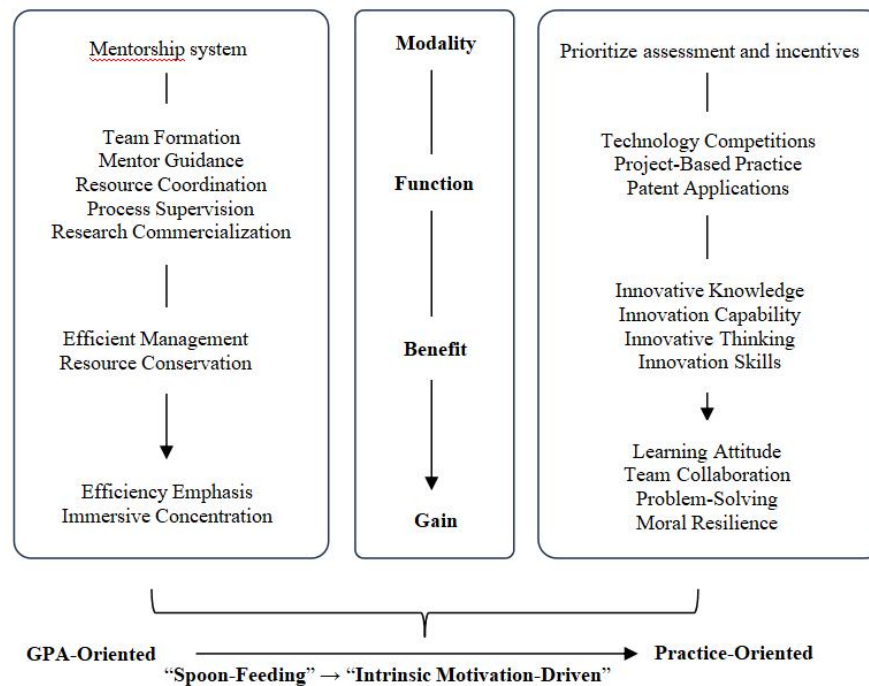 Mentorship system
Team Formation
Mentor Guidance
Resource Coordination
Process Supervision
Research Commercialization
Efficient Management
Resource Conservation
Efficiency Emphasis
Immersive Concentration
Modality
Function
Benefit
Gain
Prioritize assessment and incentives
Technology Competitions
Project-Based Practice
Patent Applications
Innovative Knowledge
Innovation Capability
Innovative Thinking
Innovation Skills
Learning Attitude
Team Collaboration
Problem-Solving
Moral Resilience
GPA-Oriented
Practice-Oriented
“Spoon-Feeding” → “Intrinsic Motivation-Driven”